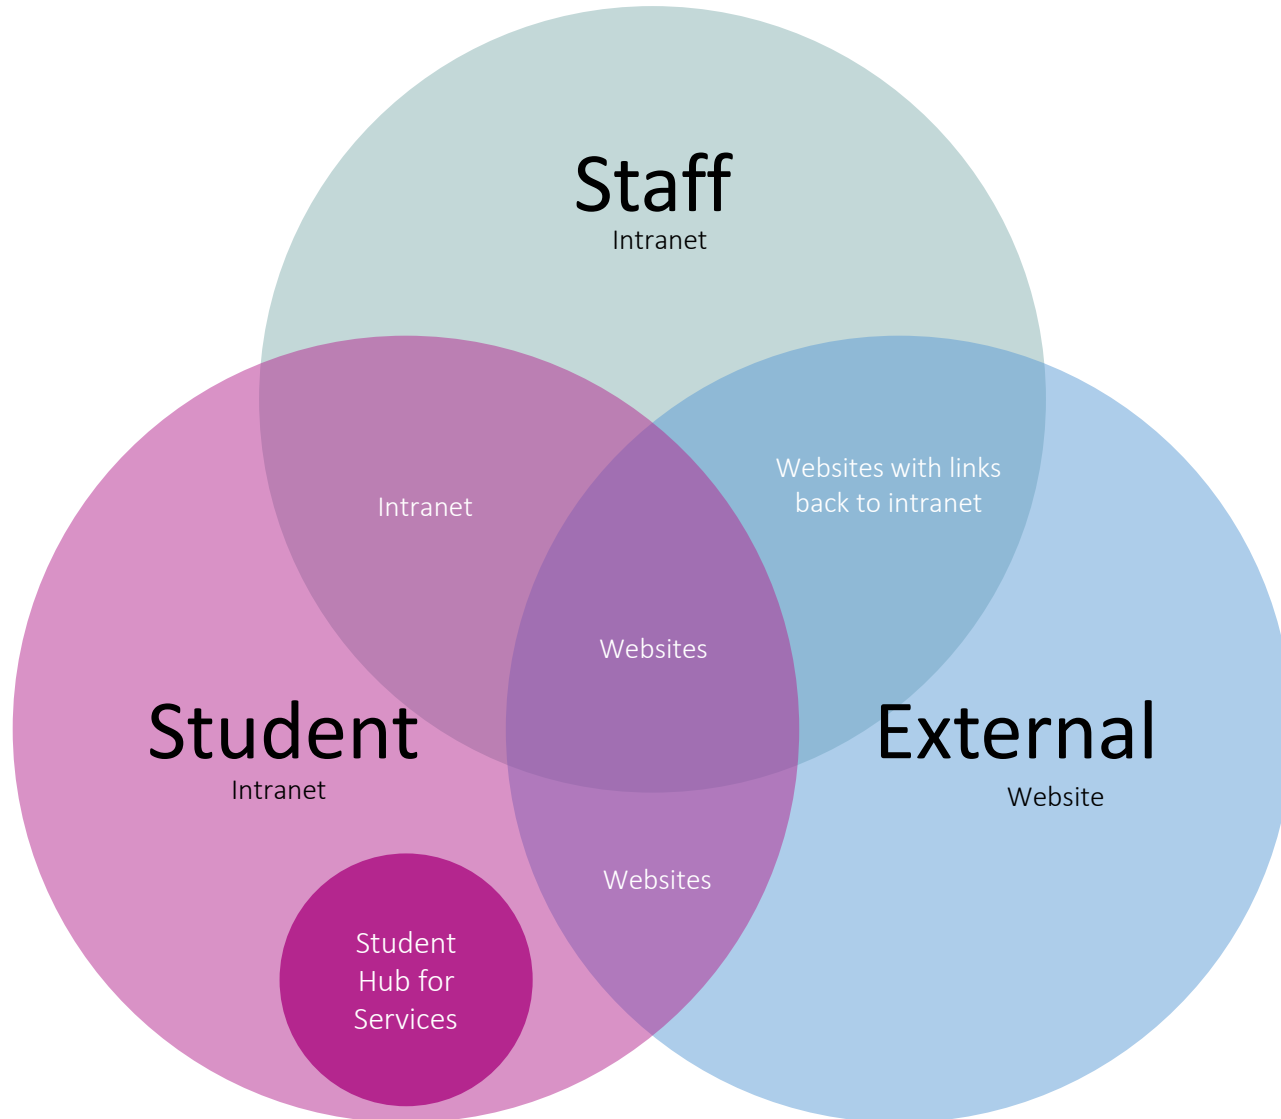 Staff
Intranet
Websites with links
back to intranet
Intranet
Websites
Student
Intranet
External
Website
Websites
Student
Hub for
Services